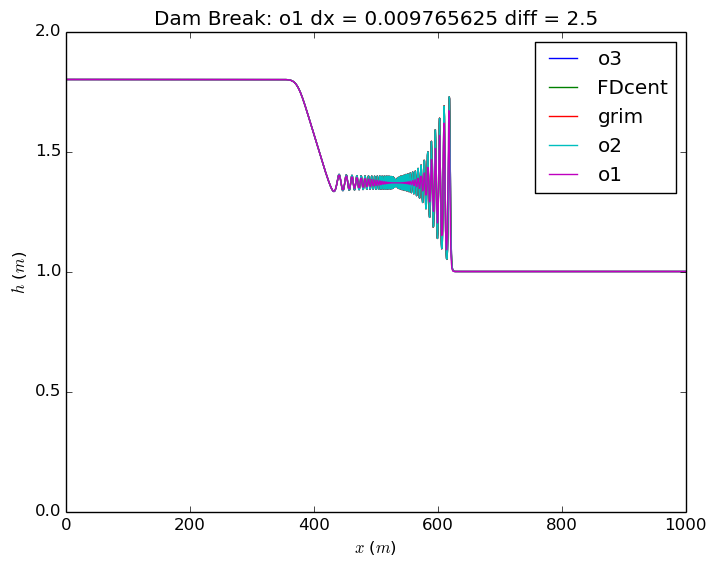 Dam Break: o1 dx = 0.009765625 diff = 2.5
2.0
1.5
1.0
0.5
0.0
h (m)
o3
FDcent
grim
o2
o1
0 200 400 600 800 1000
x (m)